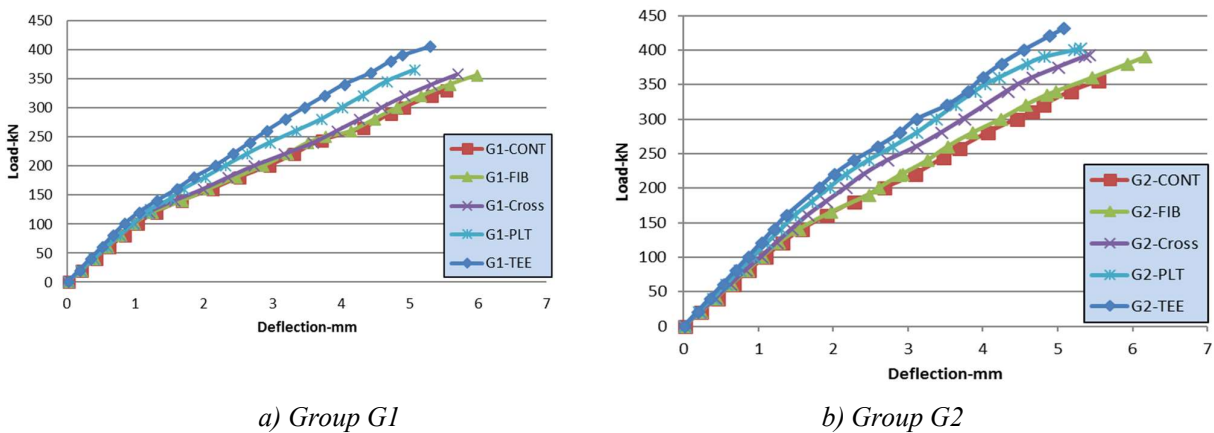 450
400
350
300
250
200
150
100
50
0
Load-kN
0 1 2 3 4 5 6 7
Deflection-mm
G1-CONT
G1-FIB
G1-Cross
G1-PLT
G1-TEE
a) Group G1
450
400
350
300
250
200
150
100
50
0
Load-kN
0 1 2 3 4 5 6 7
Deflection-mm
G2-CONT
G2-FIB
G2-Cross
G2-PLT
G2-TEE
b) Group G2